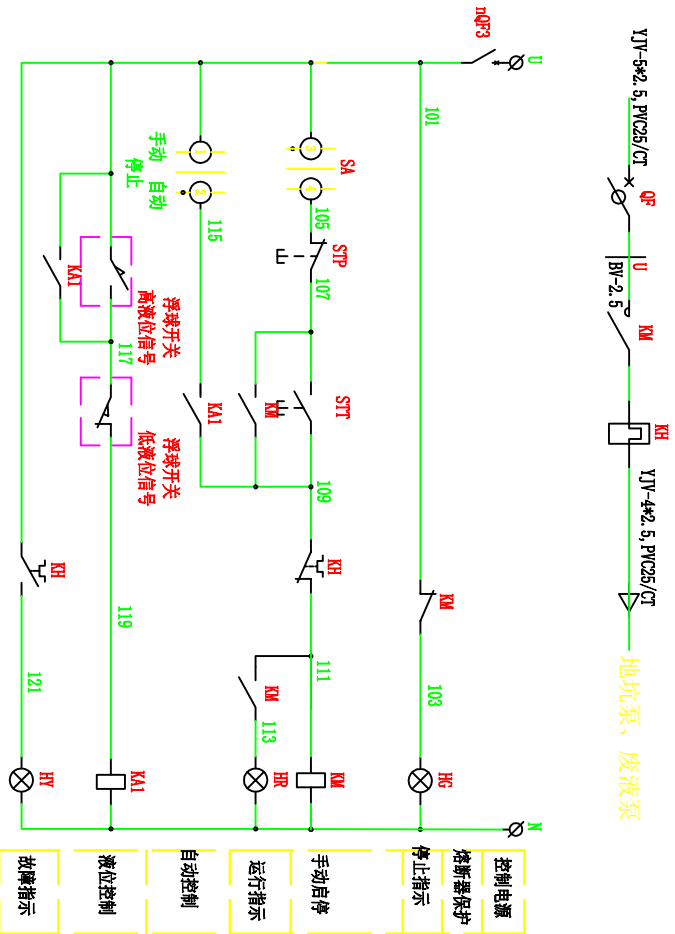 YJV-5*2.5,PVC25/CT
QF
U
BV-2.5
KM
KH
YJV-4*2.5,PVC25/CT
地坑泵、废液泵
U
nQF3
101
KM
103
HG
N
SA
3
4
105
STP
107
STT
KM
109
KH
111
KM
KM
113
HR
手动
停止
自动
1
2
115
KA1
浮球开关
高液位信号
KA1
117
浮球开关
低液位信号
119
KA1
KH
121
HY
控制电源
熔断器保护
停止指示
手动启停
运行指示
自动控制
液位控制
故障指示